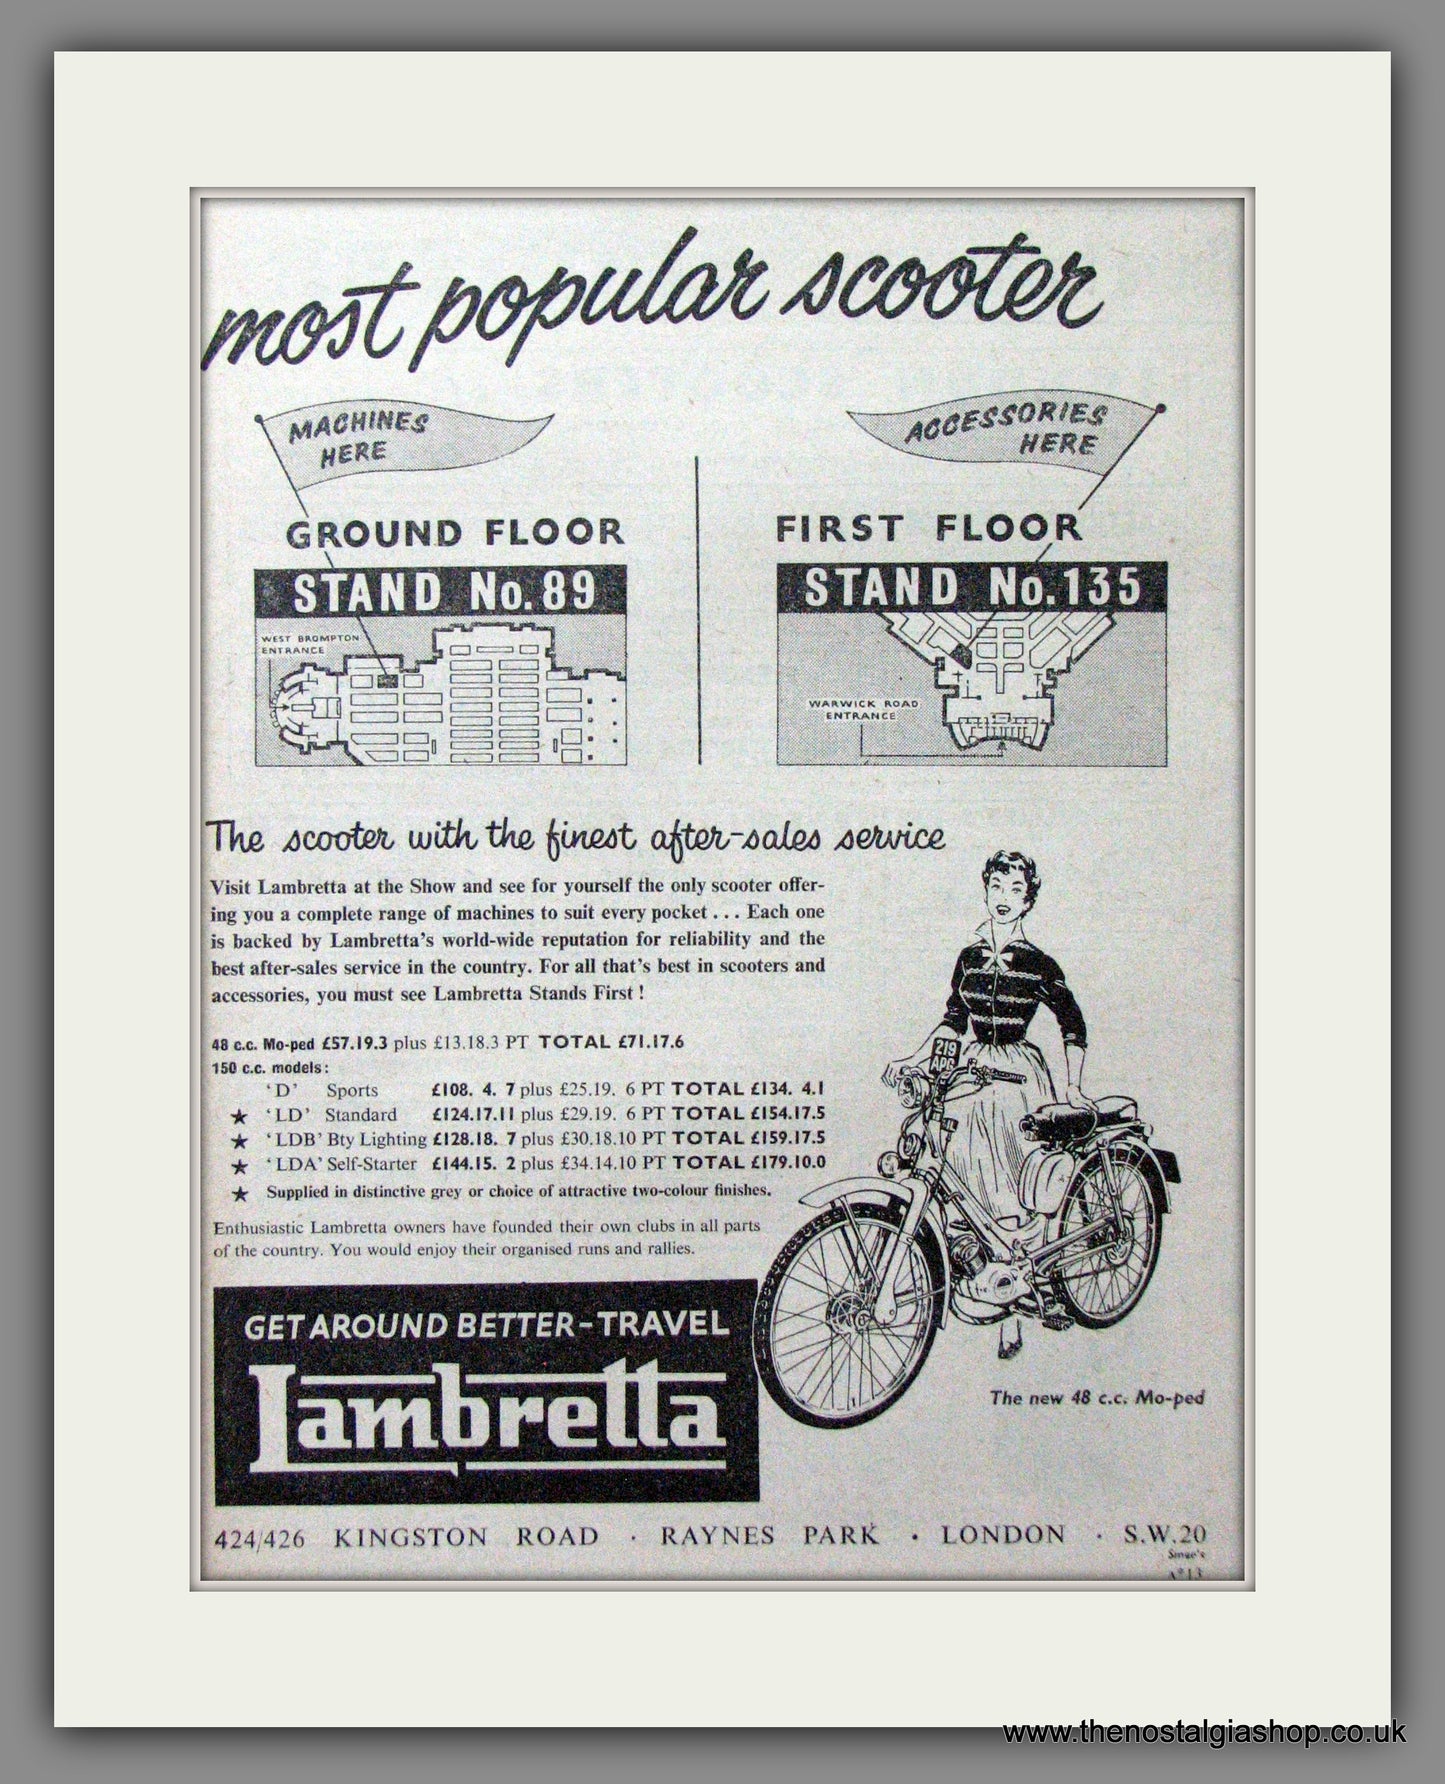 most popular scooter
MACHINES
HERE
GROUND FLOOR
STAND No. 89
WEST BROMPTON
ENTRANCE
ACCESSORIES
HERE
FIRST FLOOR
STAND No. 135
WARWICK ROAD
ENTRANCE
The scooter with the finest after-sales service
Visit Lambretta at the Show and see for yourself the only scooter offer-
ing you a complete range of machines to suit every pocket ... Each one
is backed by Lambretta's world-wide reputation for reliability and the
best after-sales service in the country. For all that's best in scooters and
accessories, you must see Lambretta Stands First !
48 c.c. Mo-ped £57.19.3 plus £13.18.3 PT TOTAL £71.17.6
150 c.c. models:
'D' Sports £108. 4. 7 plus £25.19. 6 PT TOTAL £134. 4.1
★ 'LD' Standard £124.17.11 plus £29.19. 6 PT TOTAL £154.17.5
★ 'LDB' Bty Lighting £128.18. 7 plus £30.18.10 PT TOTAL £159.17.5
★ 'LDA' Self-Starter £144.15. 2 plus £34.14.10 PT TOTAL £179.10.0
★ Supplied in distinctive grey or choice of attractive two-colour finishes.
Enthusiastic Lambretta owners have founded their own clubs in all parts
of the country. You would enjoy their organised runs and rallies.
219
APC
GET AROUND BETTER-TRAVEL
Lambretta
The new 48 c.c. Mo-ped
424/426 KINGSTON ROAD · RAYNES PARK · LONDON · S.W.20
www.thenostalgiashop.co.uk